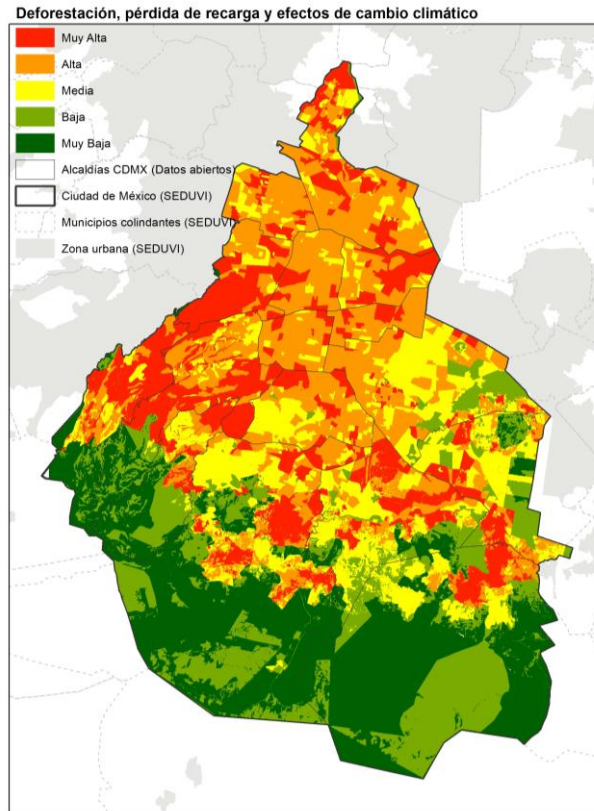 Deforestación, pérdida de recarga y efectos de cambio climático
Muy Alta
Alta
Media
Baja
Muy Baja
Alcaldías CDMX (Datos abiertos)
Ciudad de México (SEDUVI)
Municipios colindantes (SEDUVI)
Zona urbana (SEDUVI)